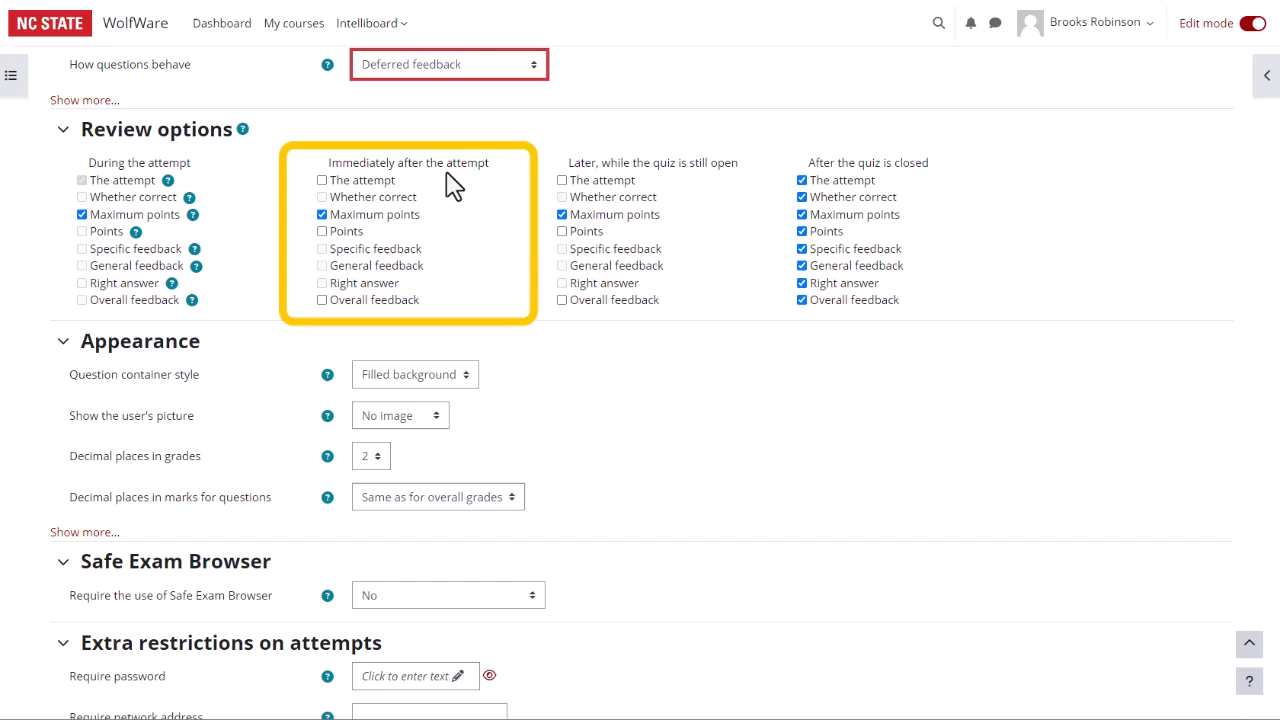 NC STATE WolfWare Dashboard My courses Intelliboard Brooks Robinson Edit mode
How questions behave ? Deferred feedback
Show more...
Review options ?
During the attempt
The attempt ?
Whether correct ?
Maximum points ?
Points ?
Specific feedback ?
General feedback ?
Right answer ?
Overall feedback ?
Immediately after the attempt
The attempt
Whether correct
Maximum points
Points
Specific feedback
General feedback
Right answer
Overall feedback
Later, while the quiz is still open
The attempt
Whether correct
Maximum points
Points
Specific feedback
General feedback
Right answer
Overall feedback
After the quiz is closed
The attempt
Whether correct
Maximum points
Points
Specific feedback
General feedback
Right answer
Overall feedback
Appearance
Question container style ? Filled background
Show the user's picture ? No image
Decimal places in grades ? 2
Decimal places in marks for questions ? Same as for overall grades
Show more...
Safe Exam Browser
Require the use of Safe Exam Browser ? No
Extra restrictions on attempts
Require password ? Click to enter text
?
Require network address ?